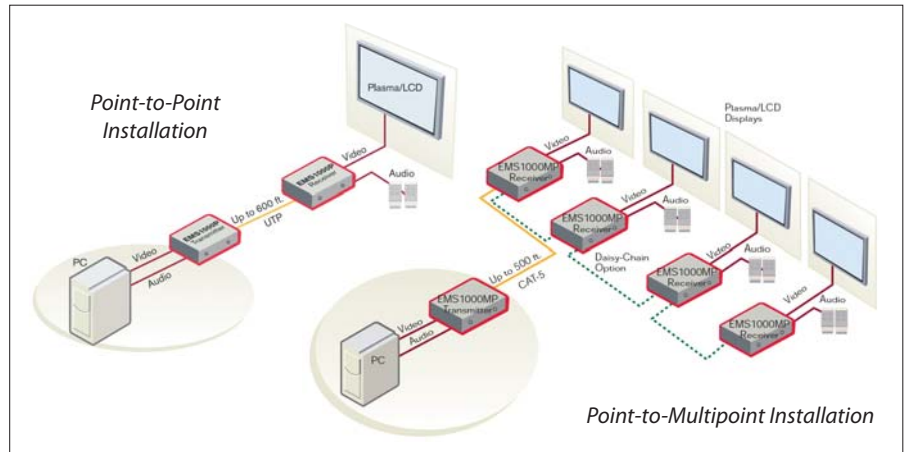 Point-to-Point
Installation
Plasma/LCD
Video
Audio
EMS1000P
Receiver
Up to 600 ft.
UTP
EMS1000P
Transmitter
Video
Audio
PC
Plasma/LCD
Displays
Video
Audio
EMS1000MP
Receiver
Video
Audio
EMS1000MP
Receiver
Daisy-Chain
Option
Video
Audio
EMS1000MP
Receiver
Video
Audio
EMS1000MP
Receiver
Up to 500 ft.
CAT-5
EMS1000MP
Transmitter
Video
Audio
PC
Point-to-Multipoint Installation